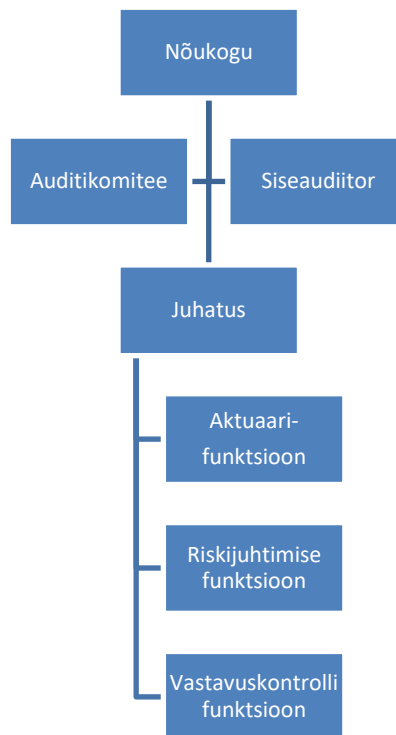 Nõukogu
Auditikomitee
Siseaudiitor
Juhatus
Aktuaari-
funktsioon
Riskijuhtimise
funktsioon
Vastavuskontrolli
funktsioon